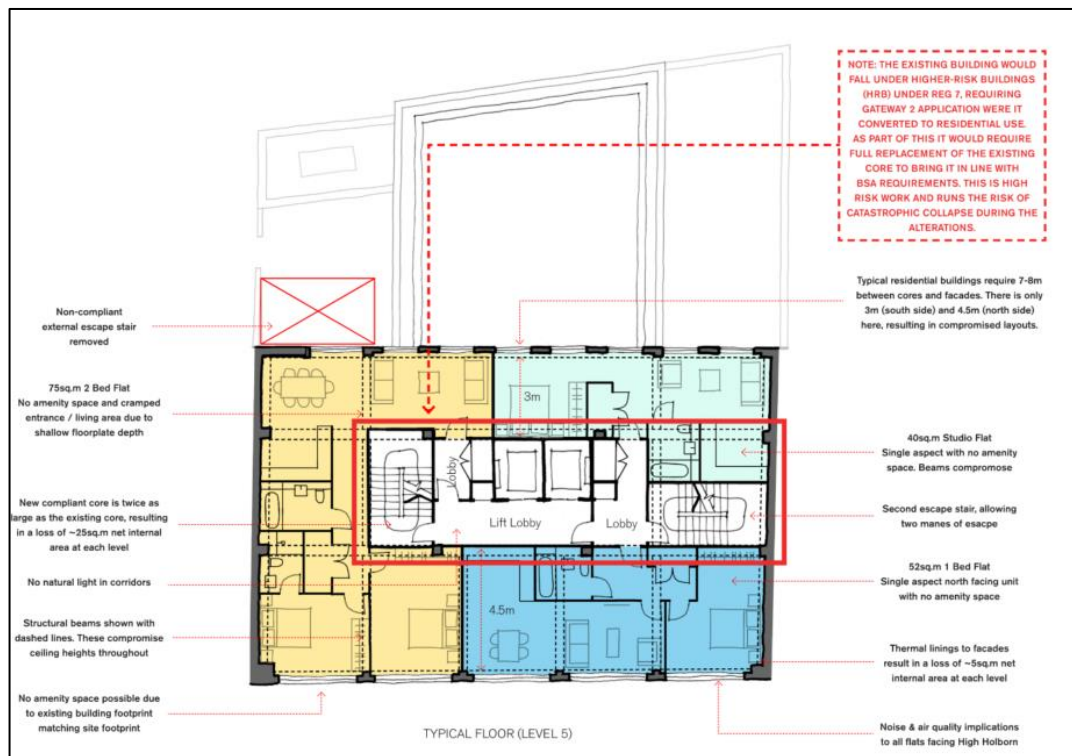 NOTE: THE EXISTING BUILDING WOULD
FALL UNDER HIGHER-RISK BUILDINGS
(HRB) UNDER REG 7, REQUIRING
GATEWAY 2 APPLICATION WERE IT
CONVERTED TO RESIDENTIAL USE.
AS PART OF THIS IT WOULD REQUIRE
FULL REPLACEMENT OF THE EXISTING
CORE TO BRING IT IN LINE WITH
BSA REQUIREMENTS. THIS IS HIGH
RISK WORK AND RUNS THE RISK OF
CATASTROPHIC COLLAPSE DURING THE
ALTERATIONS.
Non-compliant
external escape stair
removed
75sq.m 2 Bed Flat
No amenity space and cramped
entrance / living area due to
shallow floorplate depth
New compliant core is twice as
large as the existing core, resulting
in a loss of ~25sq.m net internal
area at each level
No natural light in corridors
Structural beams shown with
dashed lines. These compromise
ceiling heights throughout
No amenity space possible due
to existing building footprint
matching site footprint
3m
Lobby
Lift Lobby
Lobby
4.5m
Typical residential buildings require 7-8m
between cores and facades. There is only
3m (south side) and 4.5m (north side)
here, resulting in compromised layouts.
40sq.m Studio Flat
Single aspect with no amenity
space. Beams compomose
Second escape stair, allowing
two manes of esacpe
52sq.m 1 Bed Flat
Single aspect north facing unit
with no amenity space
Thermal linings to facades
result in a loss of ~5sq.m net
internal area at each level
Noise & air quality implications
to all flats facing High Holborn
TYPICAL FLOOR (LEVEL 5)